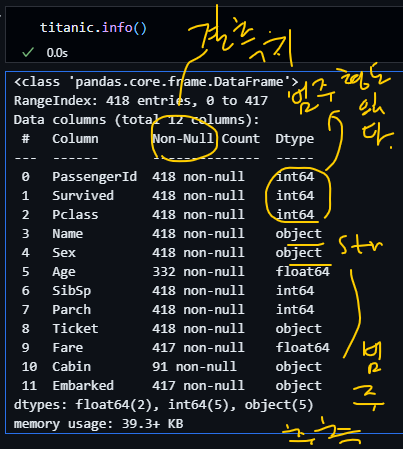 titanic.info()
0.0s
결측치
<class 'pandas.core.frame.DataFrame'>
RangeIndex: 418 entries, 0 to 417
Data columns (total 12 columns):
# Column Non-Null Count Dtype
--- ------ -------------- -----
0 PassengerId 418 non-null int64
1 Survived 418 non-null int64
2 Pclass 418 non-null int64
3 Name 418 non-null object
4 Sex 418 non-null object
5 Age 332 non-null float64
6 SibSp 418 non-null int64
7 Parch 418 non-null int64
8 Ticket 418 non-null object
9 Fare 417 non-null float64
10 Cabin 91 non-null object
11 Embarked 418 non-null object
dtypes: float64(2), int64(5), object(5)
memory usage: 39.3+ KB
범주형도
있다.
str
범주